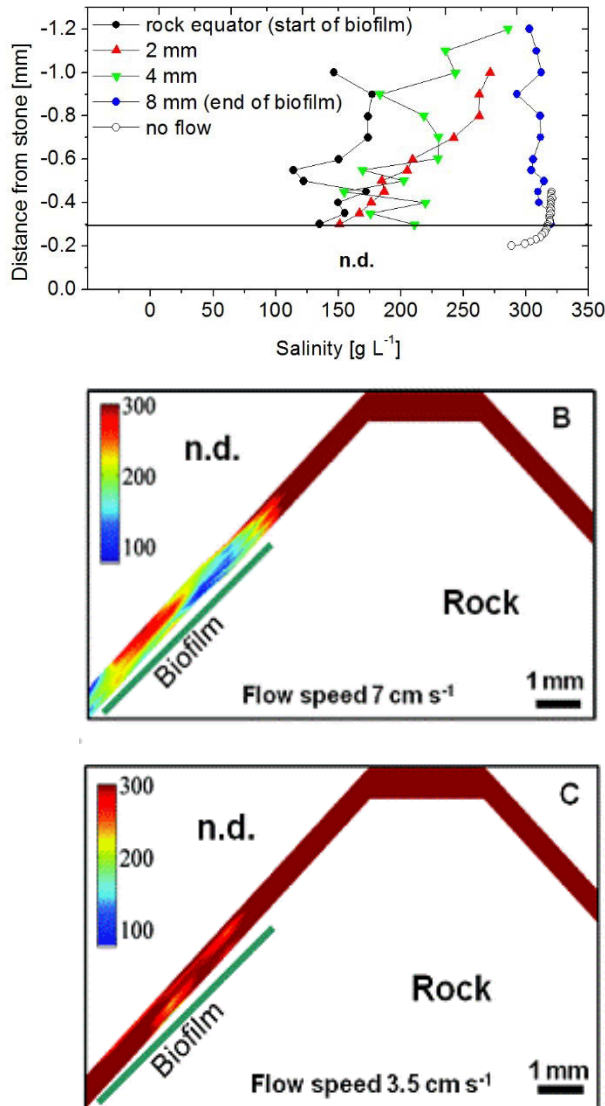 -1.2
-1.0
-0.8
-0.6
-0.4
-0.2
0.0
Distance from stone [mm]
rock equator (start of biofilm)
2 mm
4 mm
8 mm (end of biofilm)
no flow
n.d.
0 50 100 150 200 250 300 350
Salinity [g L⁻¹]
300
200
100
n.d.
B
Rock
Biofilm
Flow speed 7 cm s⁻¹
1 mm
300
200
100
n.d.
C
Rock
Biofilm
Flow speed 3.5 cm s⁻¹
1 mm